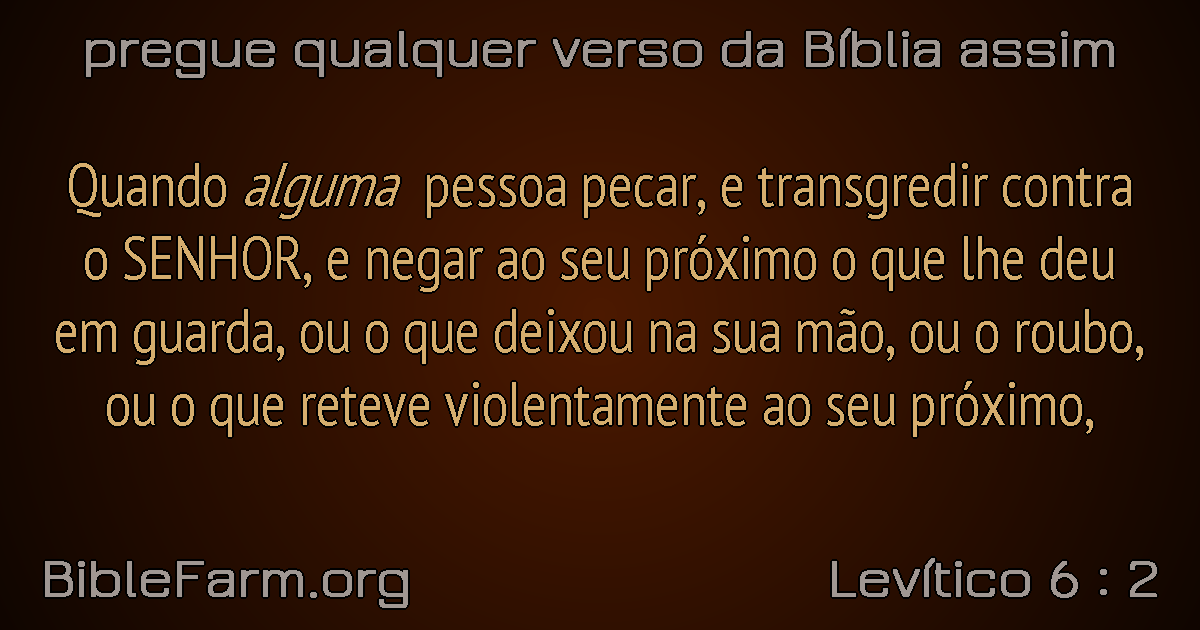 pregue qualquer verso da Bíblia assim
Quando alguma pessoa pecar, e transgredir contra
o SENHOR, e negar ao seu próximo o que lhe deu
em guarda, ou o que deixou na sua mão, ou o roubo,
ou o que reteve violentamente ao seu próximo,
BibleFarm.org
Levítico 6 : 2